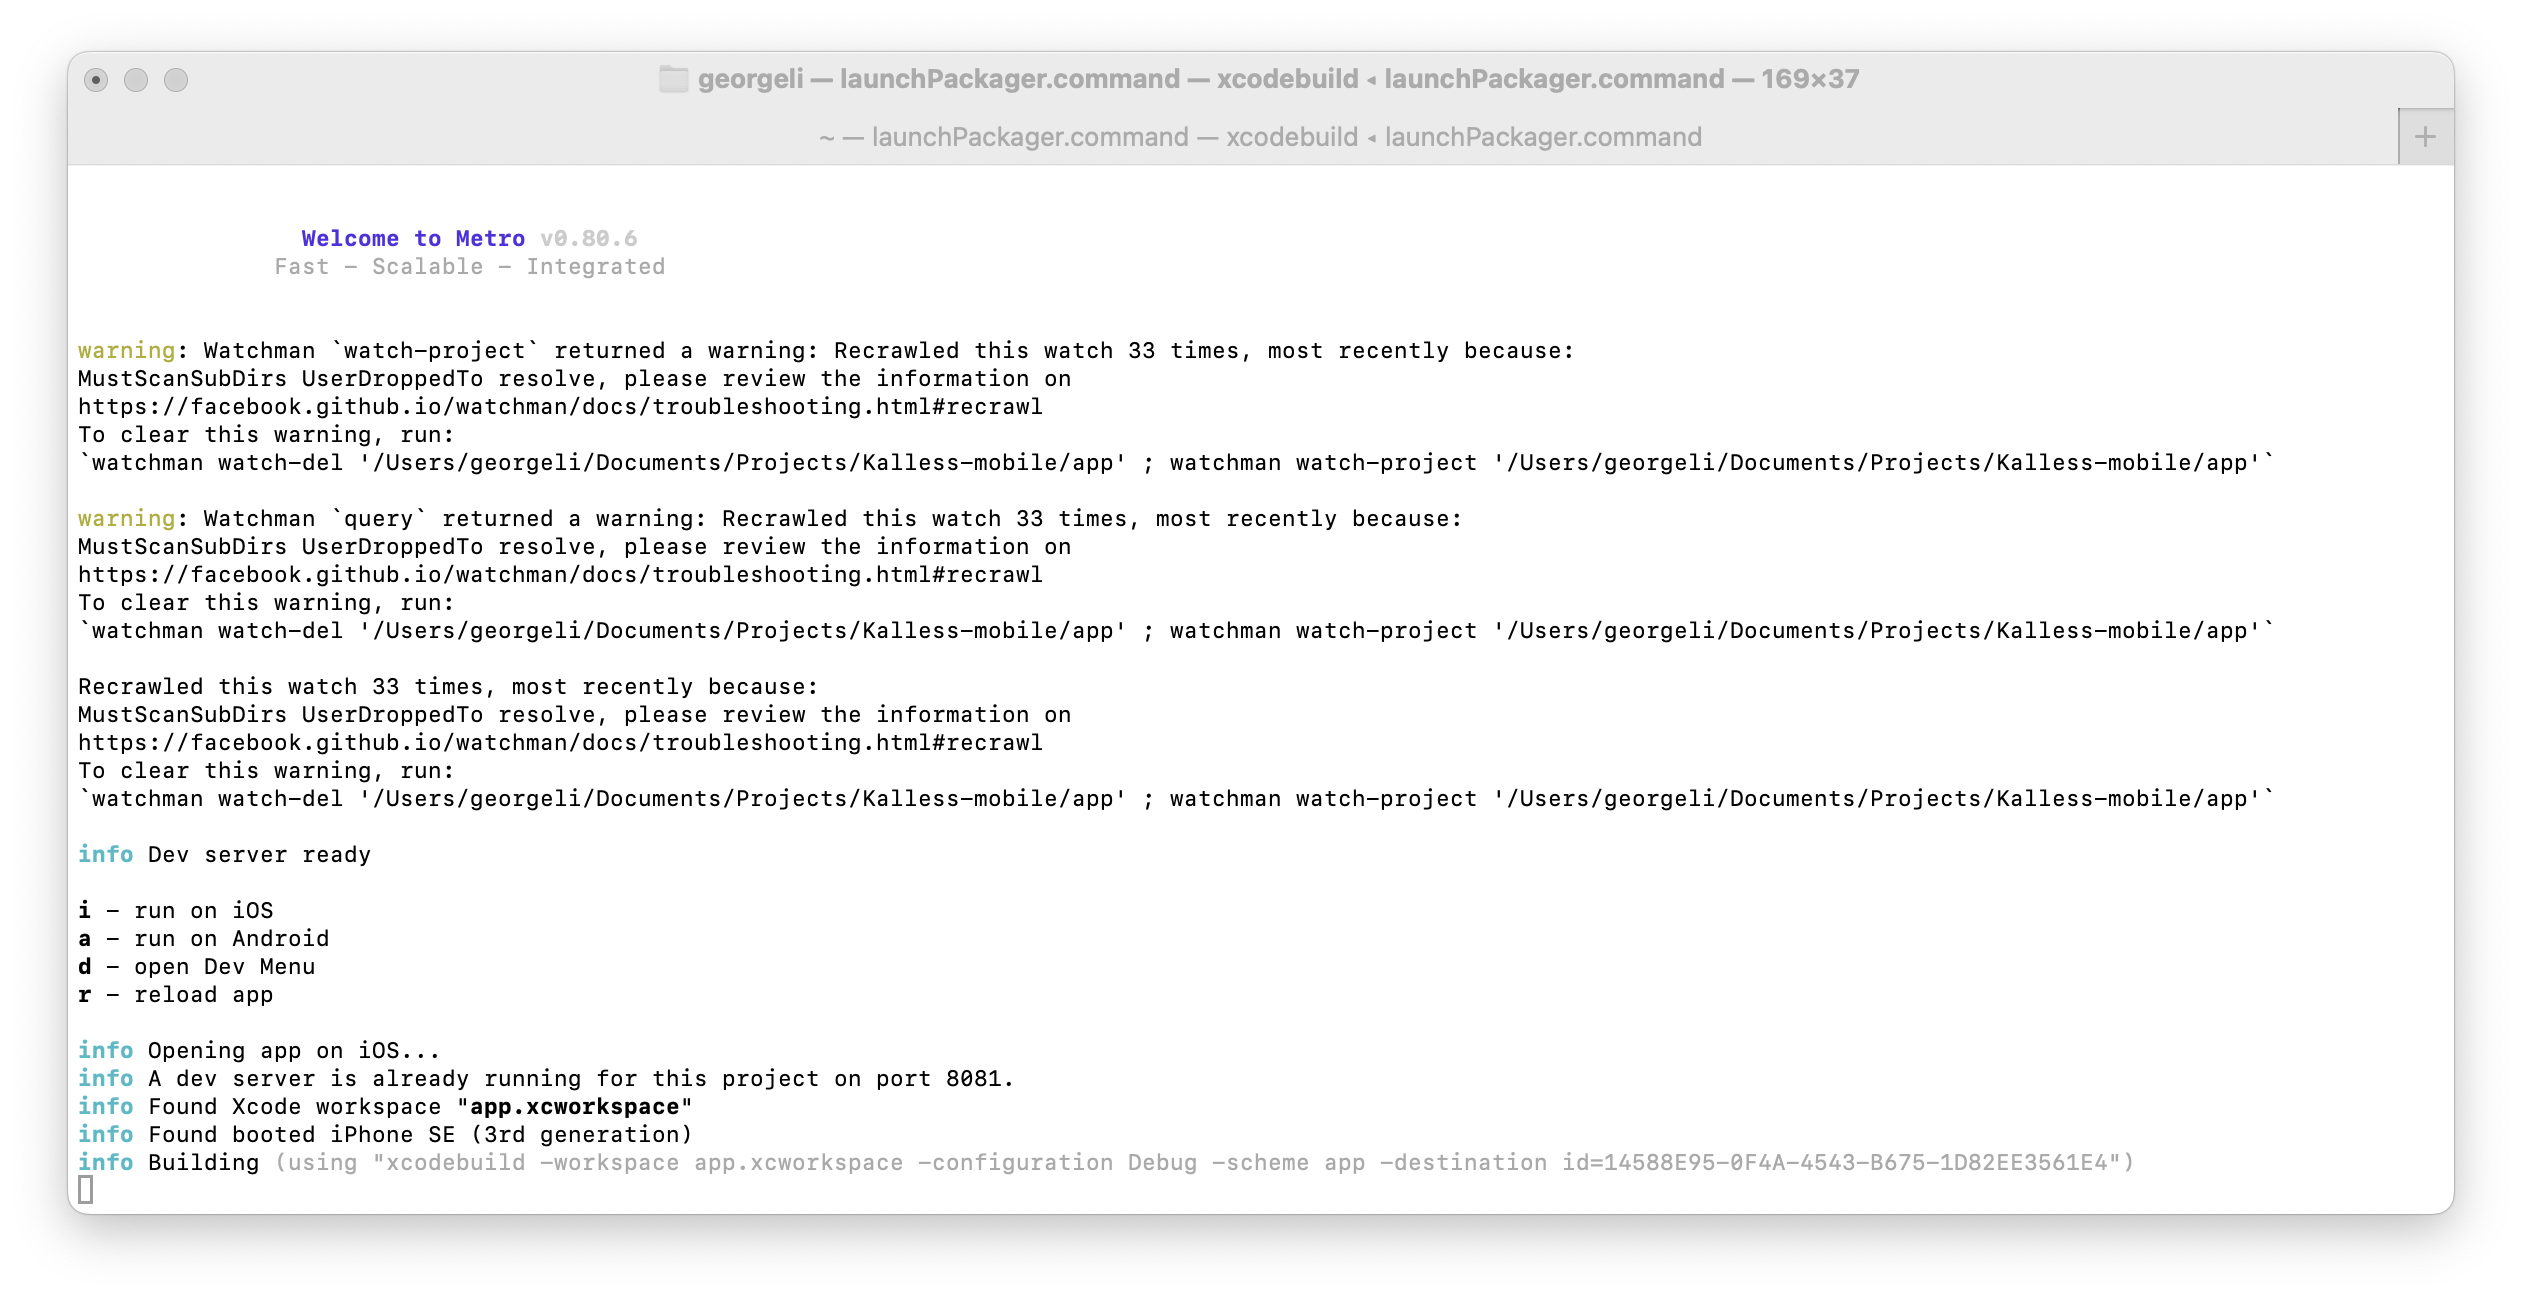 georgeli — launchPackager.command — xcodebuild ◂ launchPackager.command — 169×37
~ — launchPackager.command — xcodebuild ◂ launchPackager.command
+
Welcome to Metro v0.80.6
Fast - Scalable - Integrated
warning: Watchman `watch-project` returned a warning: Recrawled this watch 33 times, most recently because:
MustScanSubDirs UserDroppedTo resolve, please review the information on
https://facebook.github.io/watchman/docs/troubleshooting.html#recrawl
To clear this warning, run:
`watchman watch-del '/Users/georgeli/Documents/Projects/Kalless-mobile/app' ; watchman watch-project '/Users/georgeli/Documents/Projects/Kalless-mobile/app'`
warning: Watchman `query` returned a warning: Recrawled this watch 33 times, most recently because:
MustScanSubDirs UserDroppedTo resolve, please review the information on
https://facebook.github.io/watchman/docs/troubleshooting.html#recrawl
To clear this warning, run:
`watchman watch-del '/Users/georgeli/Documents/Projects/Kalless-mobile/app' ; watchman watch-project '/Users/georgeli/Documents/Projects/Kalless-mobile/app'`
Recrawled this watch 33 times, most recently because:
MustScanSubDirs UserDroppedTo resolve, please review the information on
https://facebook.github.io/watchman/docs/troubleshooting.html#recrawl
To clear this warning, run:
`watchman watch-del '/Users/georgeli/Documents/Projects/Kalless-mobile/app' ; watchman watch-project '/Users/georgeli/Documents/Projects/Kalless-mobile/app'`
info Dev server ready
i - run on iOS
a - run on Android
d - open Dev Menu
r - reload app
info Opening app on iOS...
info A dev server is already running for this project on port 8081.
info Found Xcode workspace "app.xcworkspace"
info Found booted iPhone SE (3rd generation)
info Building (using "xcodebuild -workspace app.xcworkspace -configuration Debug -scheme app -destination id=14588E95-0F4A-4543-B675-1D82EE3561E4")